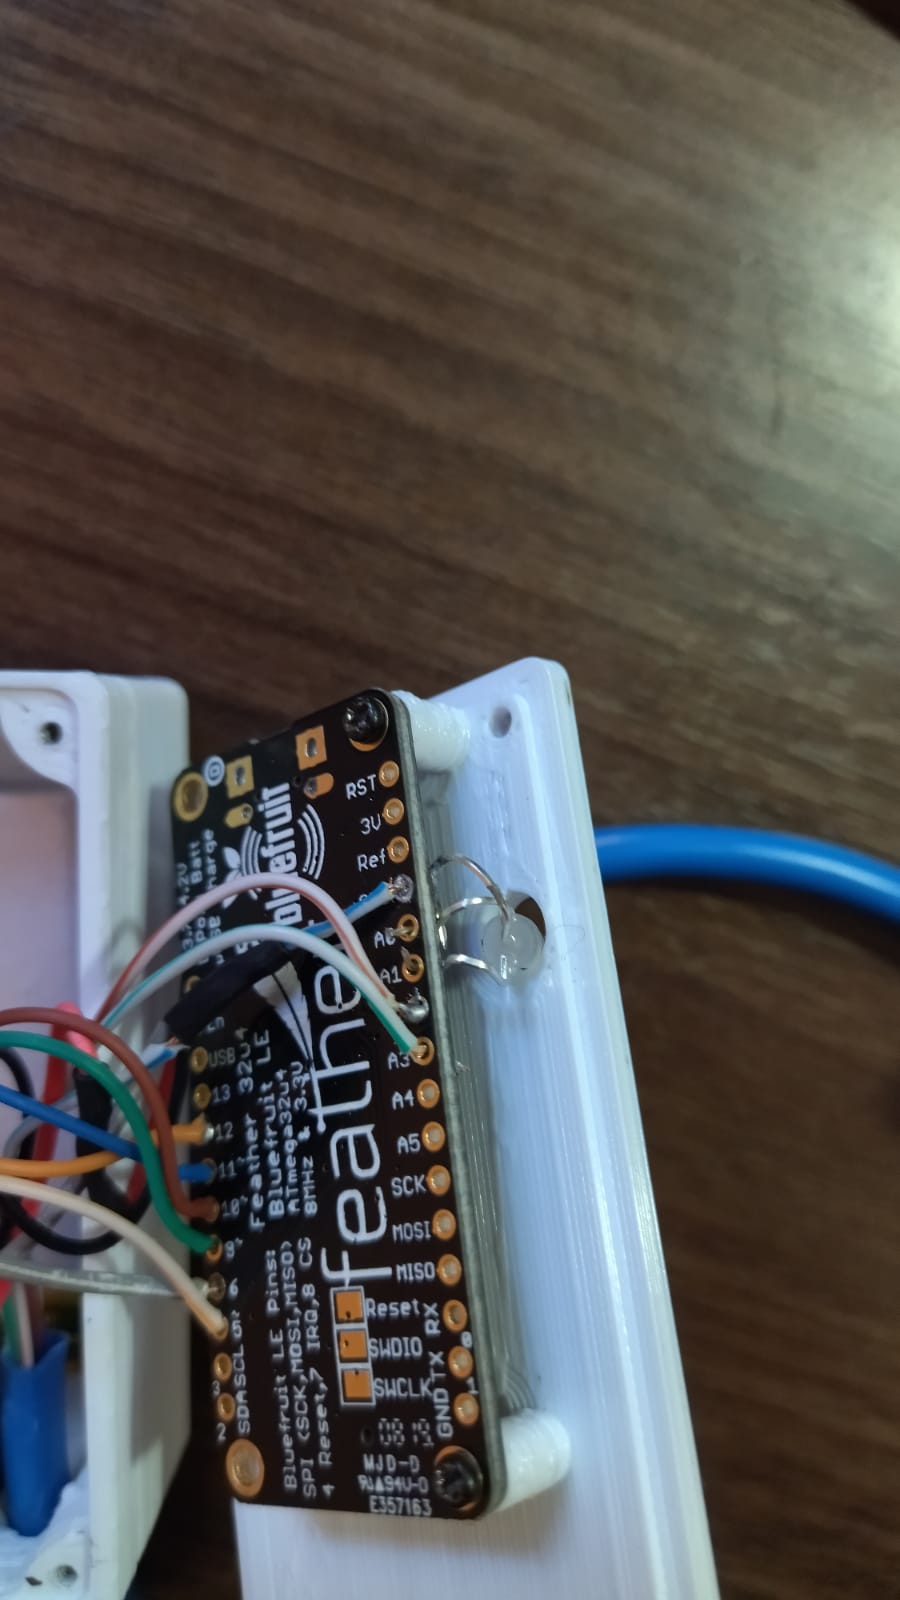 RST
3V
Ref
A0
A1
A3
A4
A5
SCK
MOSI
MISO
RX
0
TX
1
GND
bluefruit
feather
Feather 32u4
Bluefruit LE
ATmega32u4
8MHz & 3.3V
Bluefruit LE Pins:
SPI (SCK,MOSI,MISO)
4 Reset,7 IRQ,8 CS
Reset
SWDIO
SWCLK
Batt
USB
13
12
11
10
9
6
5
SCL
3
SDA
2
0819
MJD-D
94V-0
E357163